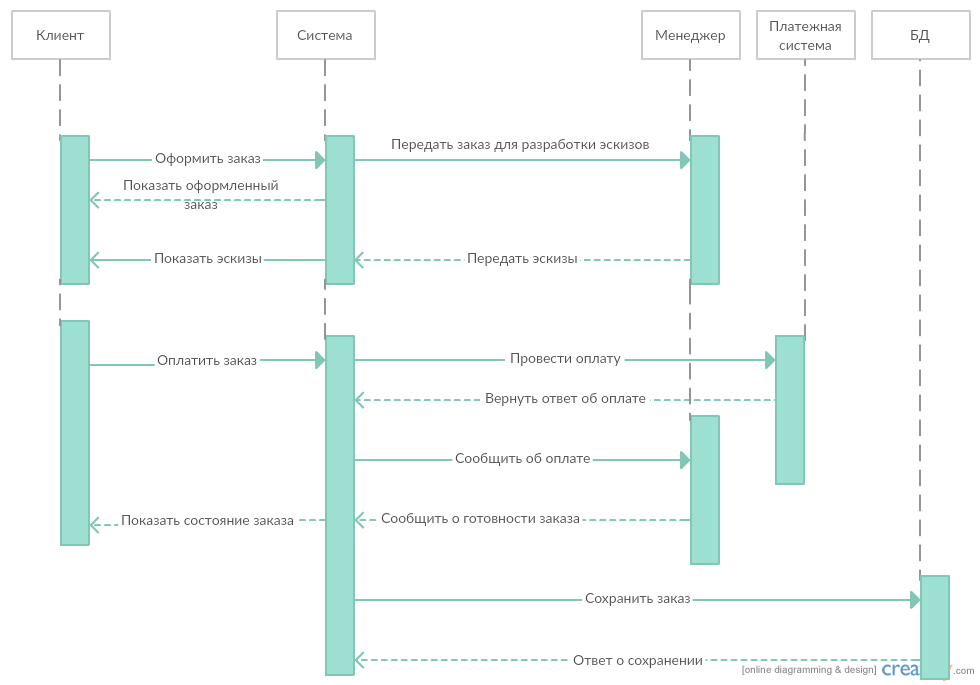 Клиент
Система
Менеджер
Платежная
система
БД
Передать заказ для разработки эскизов
Оформить заказ
Показать оформленный
заказ
Показать эскизы
Передать эскизы
Оплатить заказ
Провести оплату
Вернуть ответ об оплате
Сообщить об оплате
Показать состояние заказа
Сообщить о готовности заказа
Сохранить заказ
Ответ о сохранении
[online diagramming & design]
.com